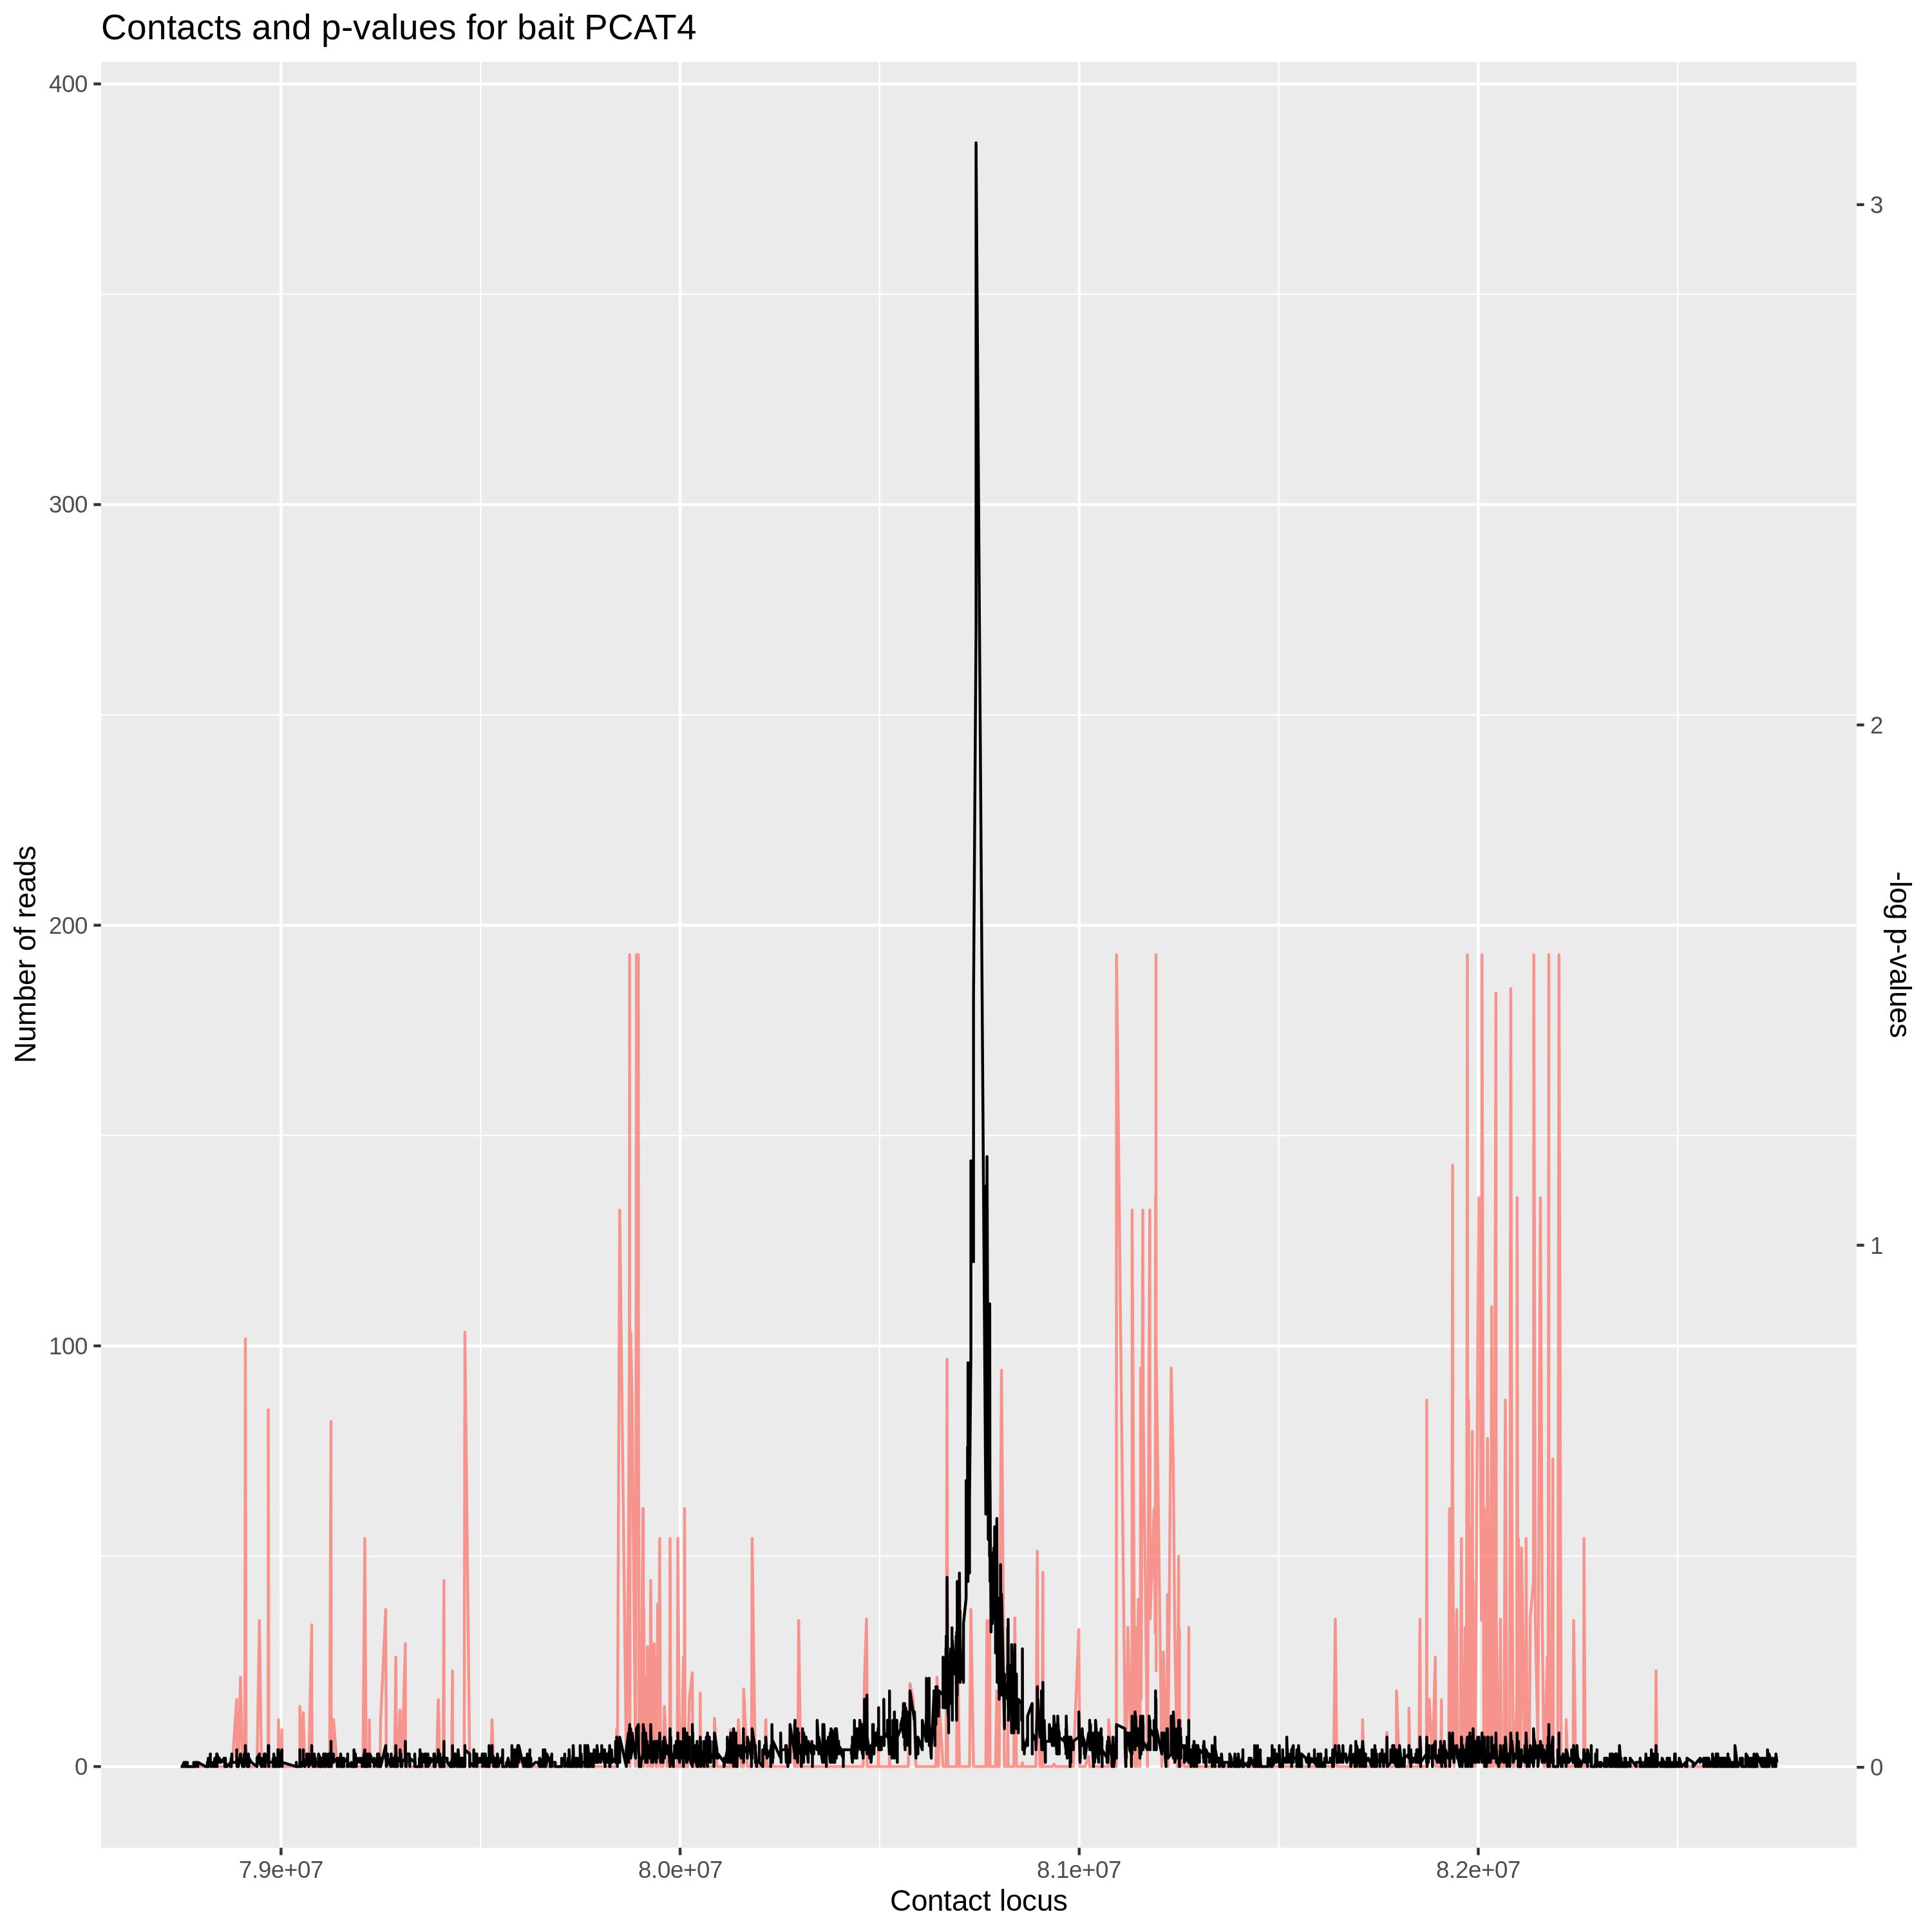 Contacts and p-values for bait PCAT4
400
300
200
100
0
Number of reads
3
2
1
0
-log p-values
7.9e+07
8.0e+07
8.1e+07
8.2e+07
Contact locus